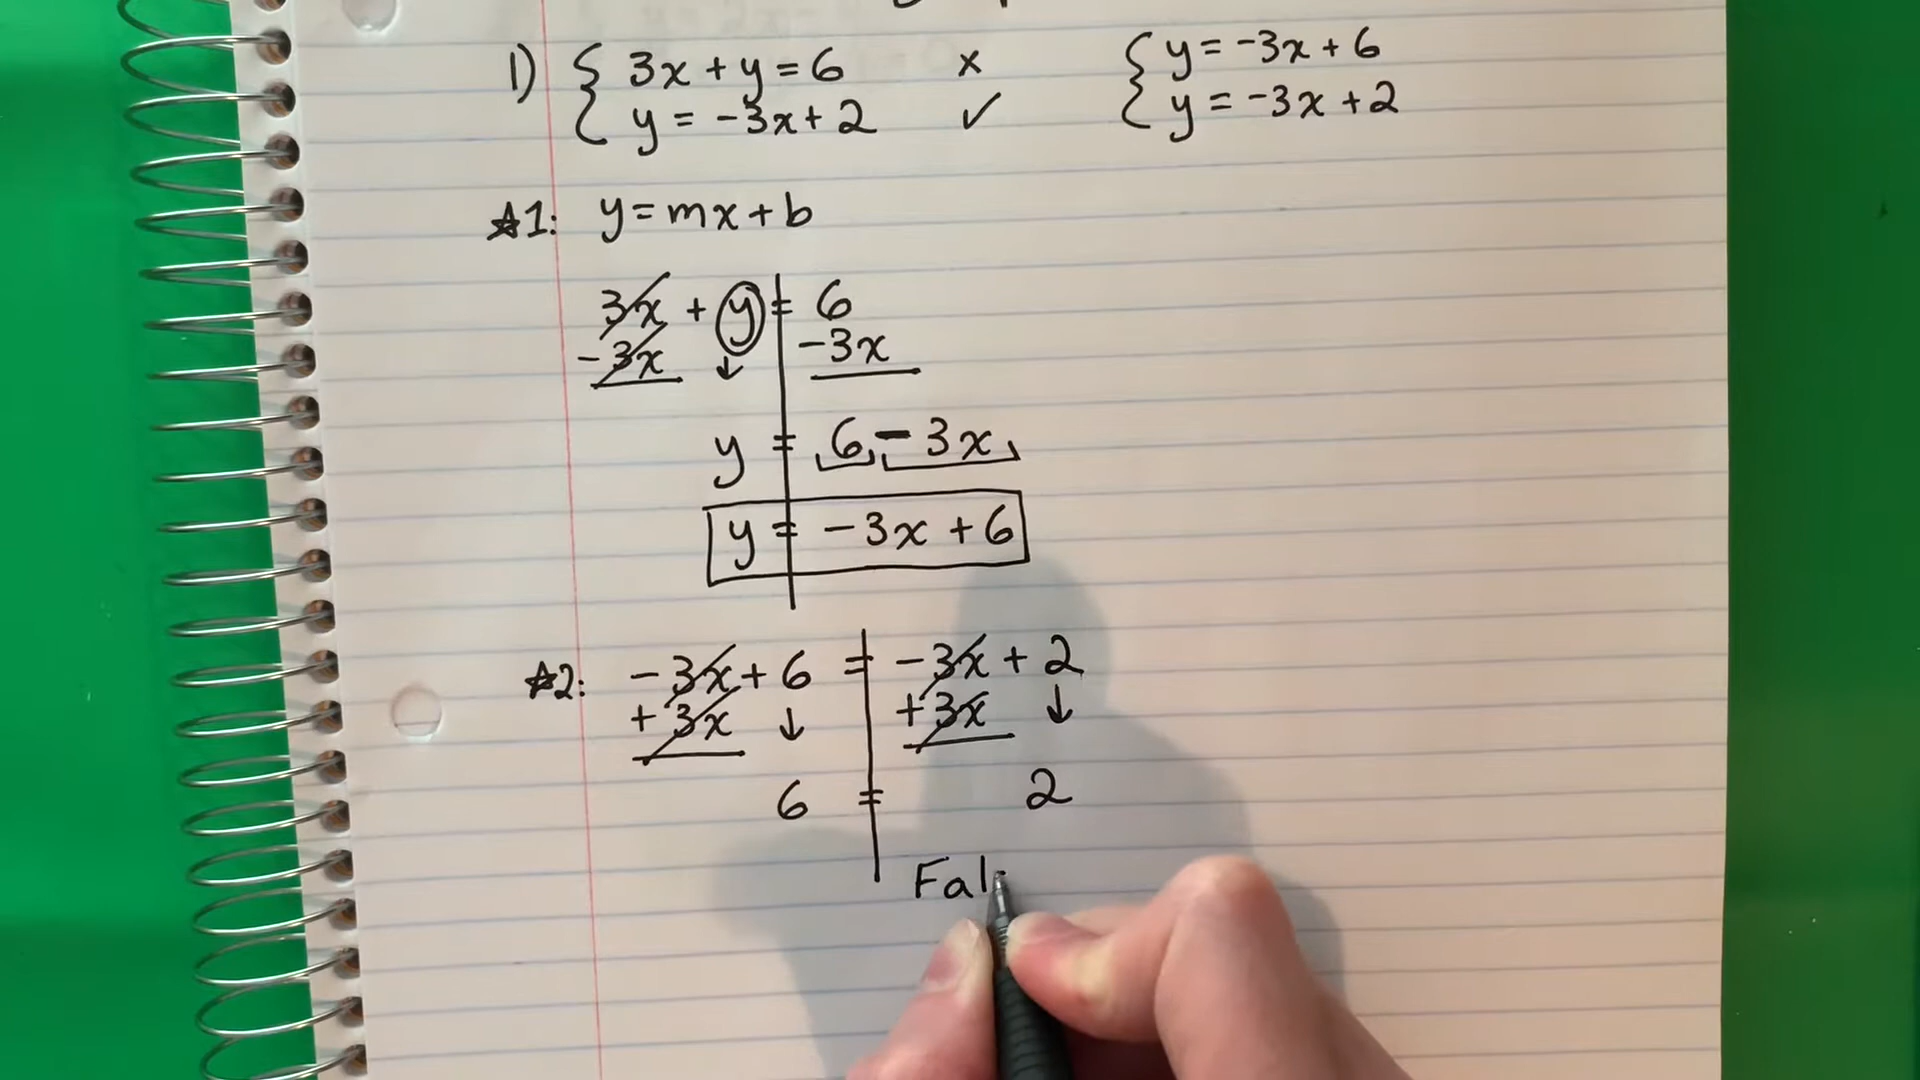 1) { 3x + y = 6 ×
y = -3x + 2 ✓
{ y = -3x + 6
y = -3x + 2
☆1: y = mx + b
3x + y = 6
-3x ↓ -3x
y = 6 - 3x
y = -3x + 6
☆2: -3x + 6 = -3x + 2
+ 3x ↓ + 3x ↓
6 = 2
Fal